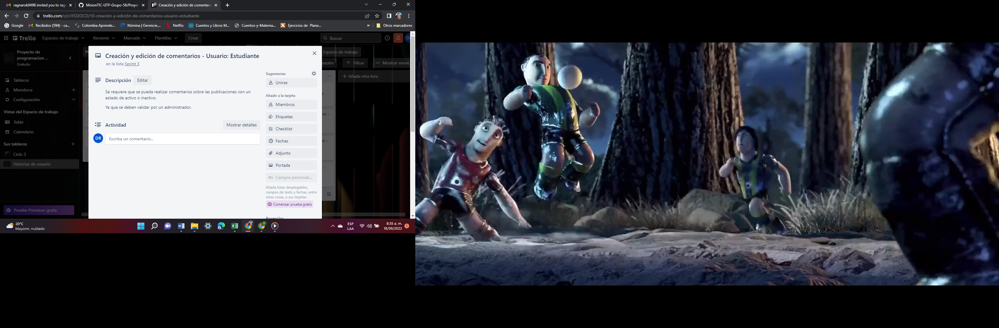 ragnarok0498 invited you to ragn
MisionTIC-UTP-Grupo-56/Proyec
Creación y edición de comentario
trello.com/c/o1FD2OCD/10-creación-y-edición-de-comentarios-usuario-estudiante
Google
Recibidos (594) - ca...
Colombia Aprende...
Nómina | Gerencie....
Netflix
Cuentos y Libros M...
Cuentos-y-Matema...
Ejercicios de Plane...
»
Otros marcadores
Trello
Espacios de trabajo
Reciente
Marcado
Plantillas
Crear
Buscar
Proyecto de
programacion ...
Gratuito
Tableros
Miembros
Configuración
Vistas del Espacio de trabajo
Tabla
Calendario
Sus tableros
Ciclo 3
Historias de usuario
Pruebe Premium gratis
Espacio de trabajo
zación
Filtrar
Mostrar menú
Añada otra lista
os -
es -
Creación y edición de comentarios - Usuario: Estudiante
en la lista Sprint 3
Descripción
Editar
Se requiere que se pueda realizar comentarios sobre las publicaciones con un
estado de activo o inactivo.
Ya que se deben validar por un administrador.
Actividad
Mostrar detalles
DR
Escriba un comentario...
Sugerencias
Unirse
Añadir a la tarjeta
Miembros
Etiquetas
Checklist
Fechas
Adjunto
Portada
Campos personali...
Añada listas desplegables,
campos de texto y fechas, entre
otras cosas, a sus tarjetas.
Comenzar prueba gratis
Power-Ups
20°C
Mayorm. nublado
ESP
LAA
8:35 a. m.
18/09/2022
1